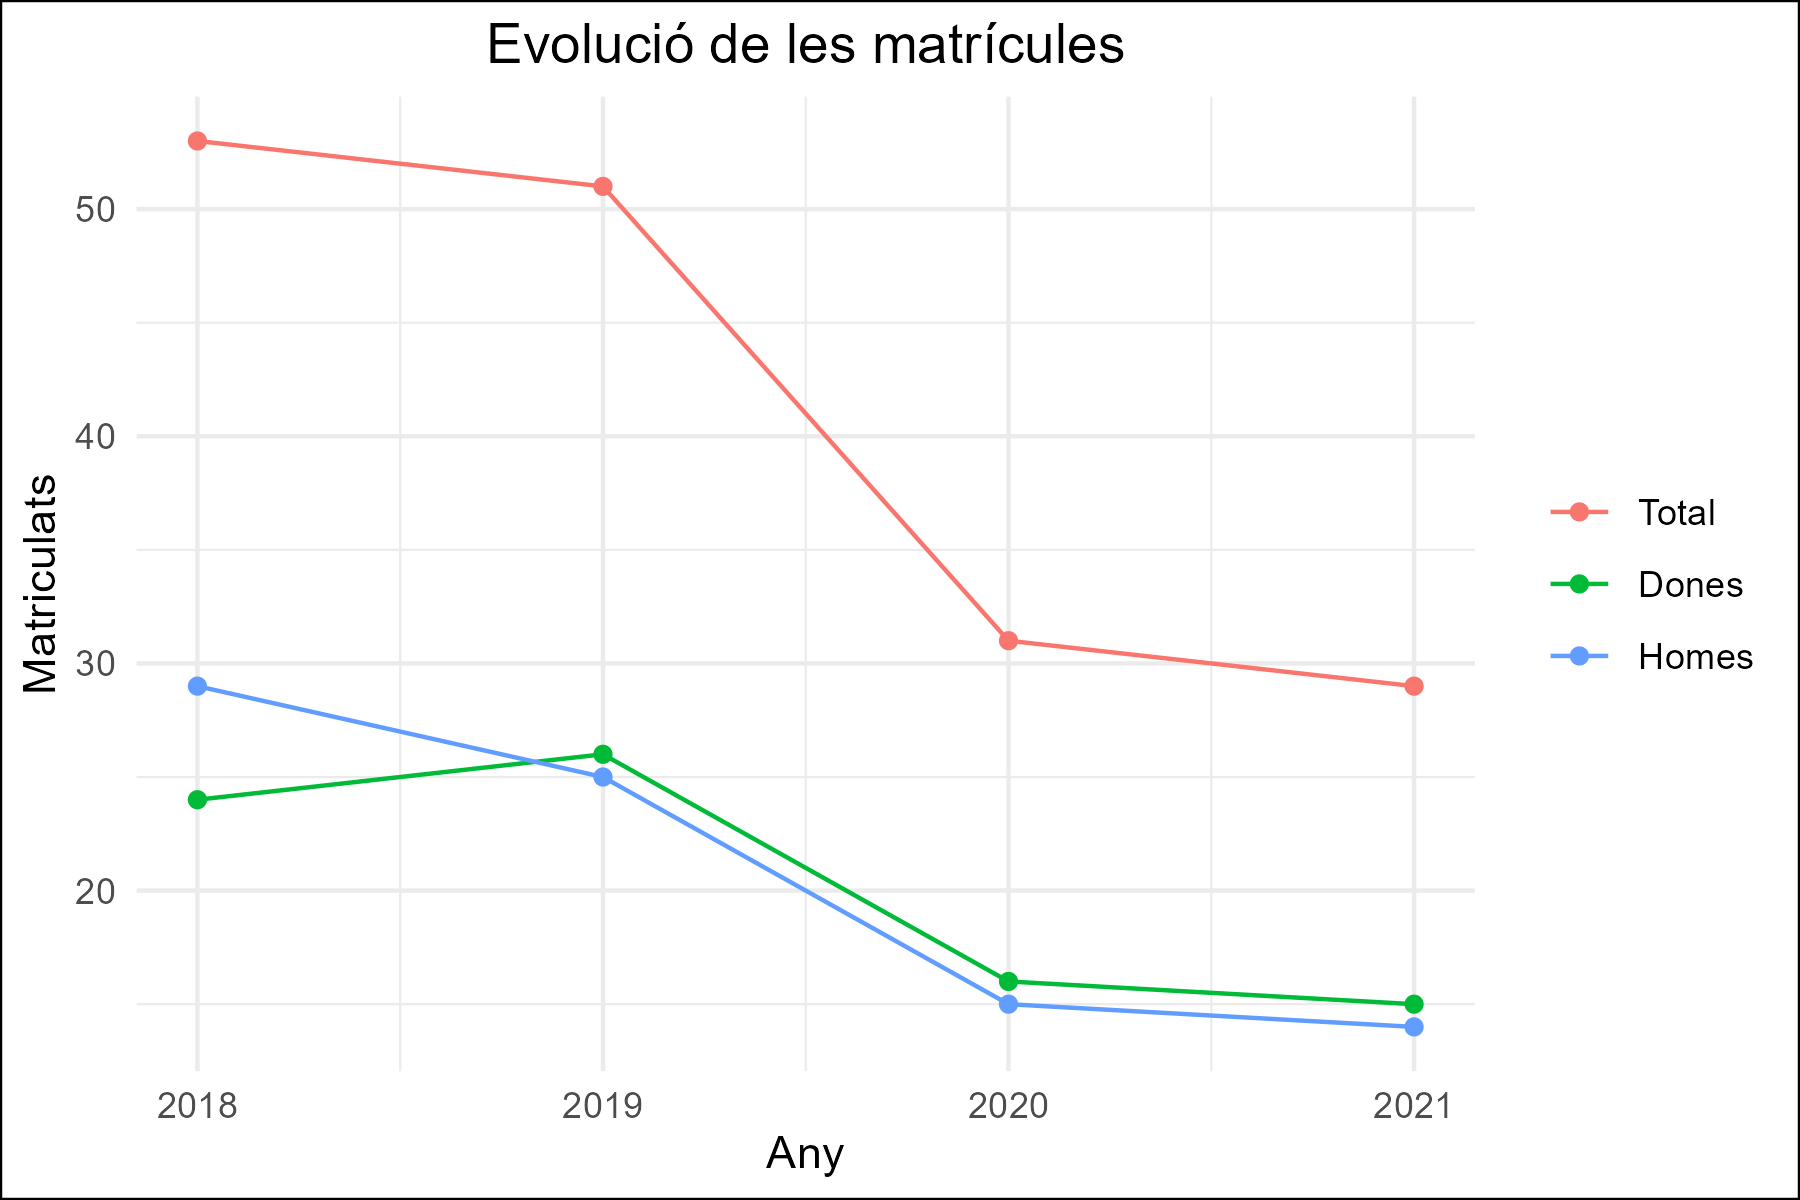 Evolució de les matrícules
Matriculats
50
40
30
20
2018 2019 2020 2021
Any
Total
Dones
Homes